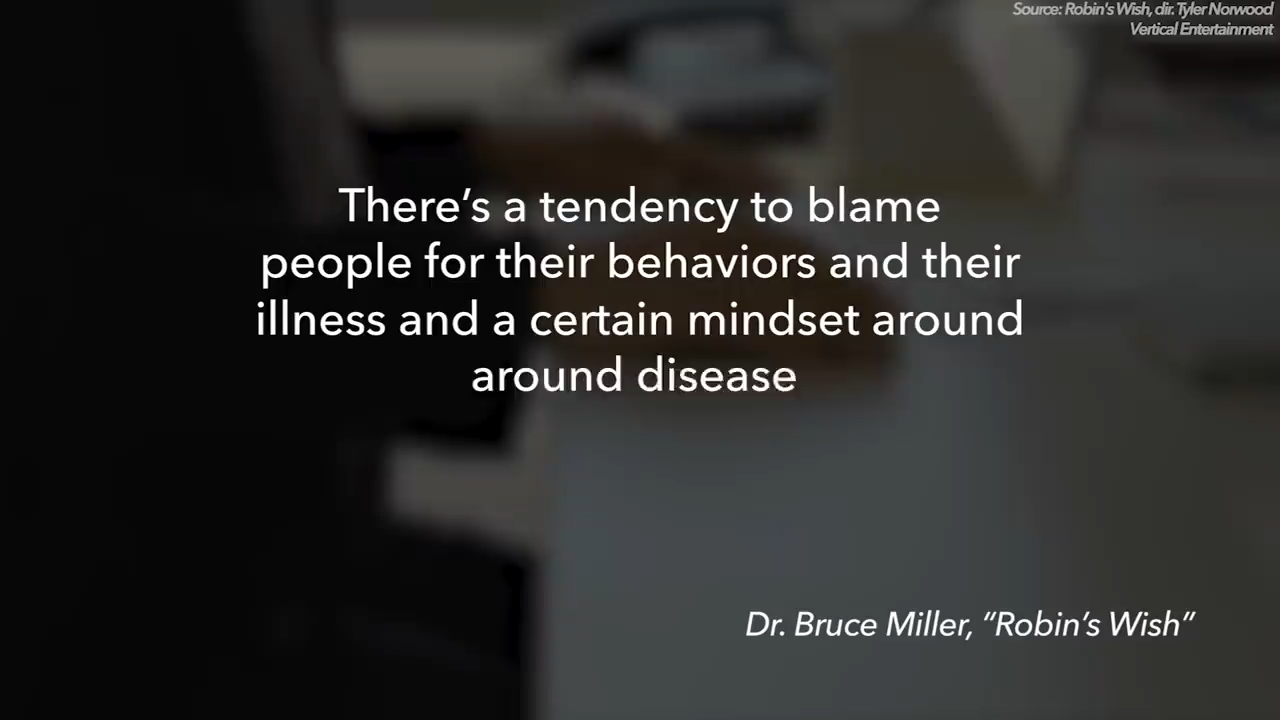 Source: Robin's Wish, dir. Tyler Norwood
Vertical Entertainment
There’s a tendency to blame
people for their behaviors and their
illness and a certain mindset around
around disease
Dr. Bruce Miller, “Robin’s Wish”